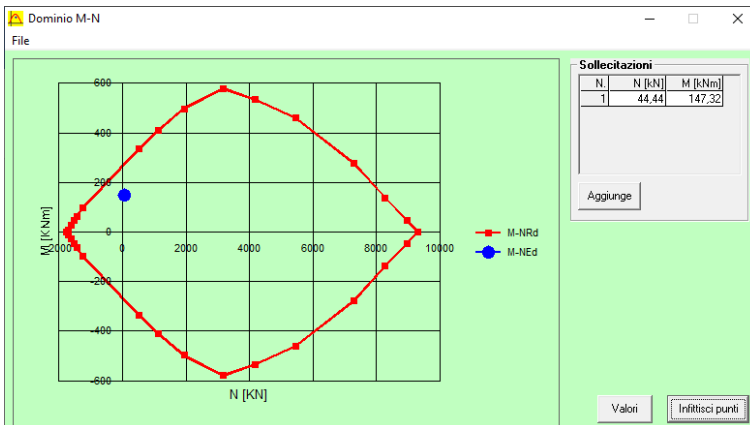 Dominio M-N
File
600
400
200
0
-200
-400
-600
M [KNm]
-2000
0
2000
4000
6000
8000
10000
N [KN]
M-NRd
M-NEd
Sollecitazioni
N. N [kN] M [kNm]
1 44,44 147,32
Aggiunge
Valori
Infittisci punti